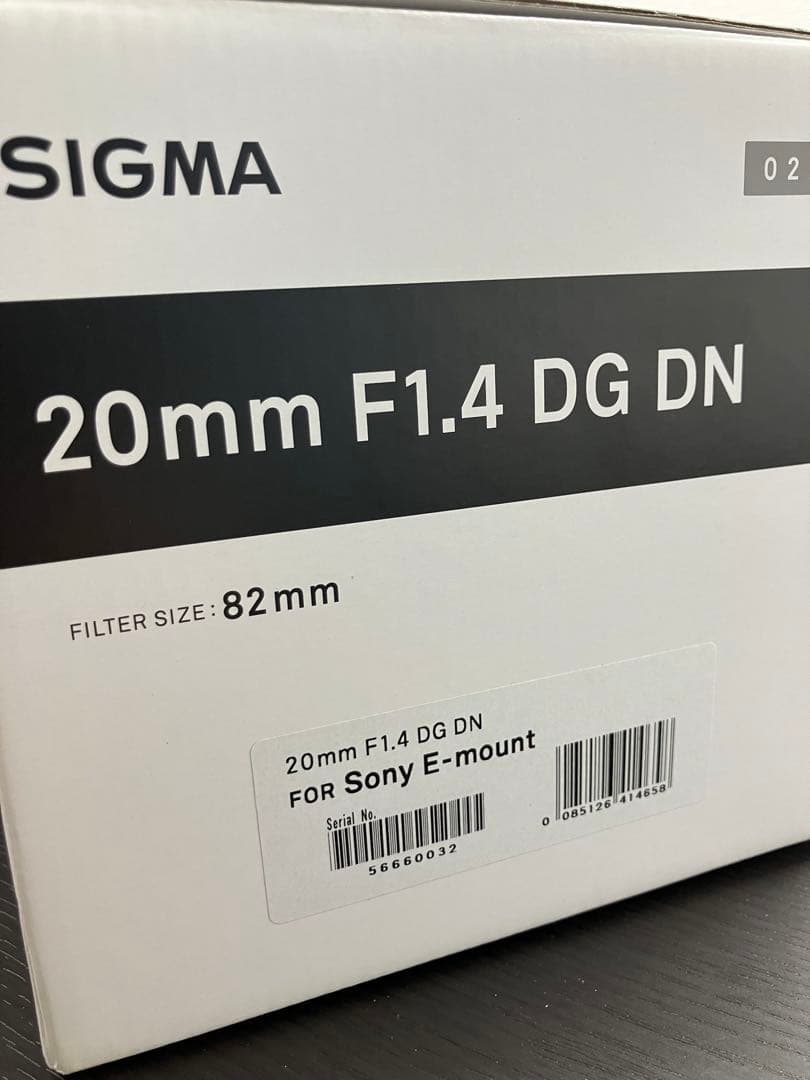 SIGMA
02
20mm F1.4 DG DN
FILTER SIZE: 82mm
20mm F1.4 DG DN
FOR Sony E-mount
Serial No.
56660032
0 085126 414658